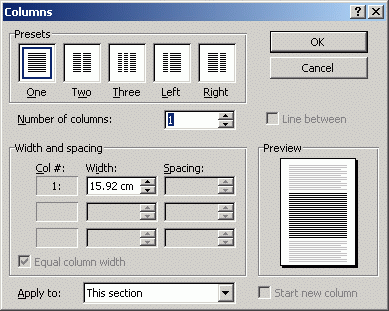 Columns
Presets
OK
Cancel
One Two Three Left Right
Number of columns: 1
Line between
Width and spacing
Preview
Col #: Width: Spacing:
1: 15.92 cm
Equal column width
Apply to: This section
Start new column